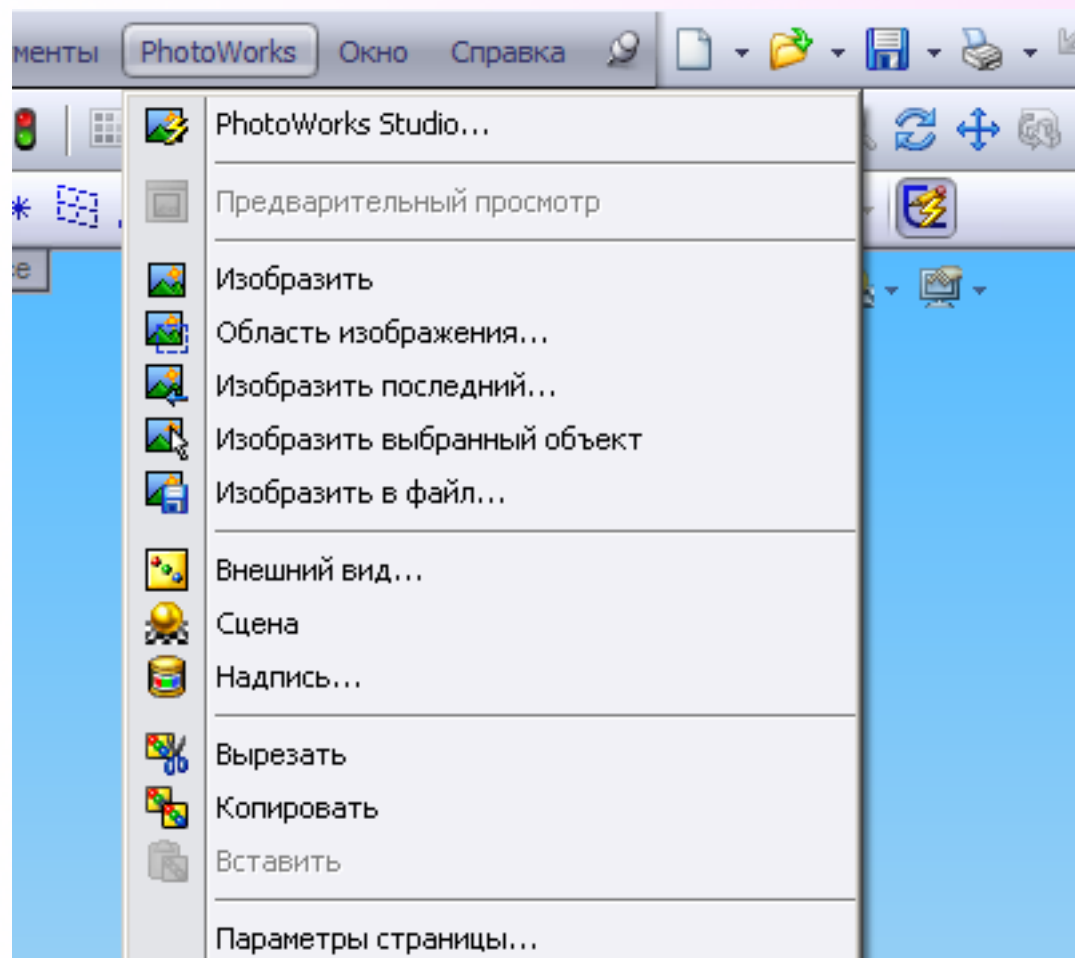 менты PhotoWorks Окно Справка
PhotoWorks Studio...
Предварительный просмотр
Изобразить
Область изображения...
Изобразить последний...
Изобразить выбранный объект
Изобразить в файл...
Внешний вид...
Сцена
Надпись...
Вырезать
Копировать
Вставить
Параметры страницы...